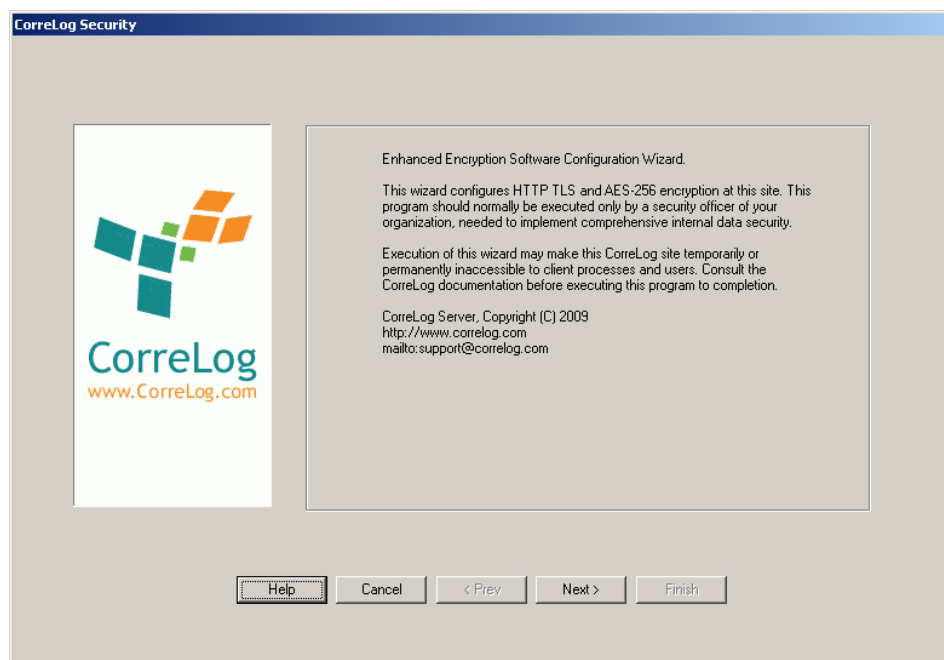 CorreLog Security
CorreLog
www.CorreLog.com
Enhanced Encryption Software Configuration Wizard.
This wizard configures HTTP TLS and AES-256 encryption at this site. This
program should normally be executed only by a security officer of your
organization, needed to implement comprehensive internal data security.
Execution of this wizard may make this CorreLog site temporarily or
permanently inaccessible to client processes and users. Consult the
CorreLog documentation before executing this program to completion.
CorreLog Server, Copyright (C) 2009
http://www.correlog.com
mailto:support@correlog.com
Help Cancel < Prev Next > Finish